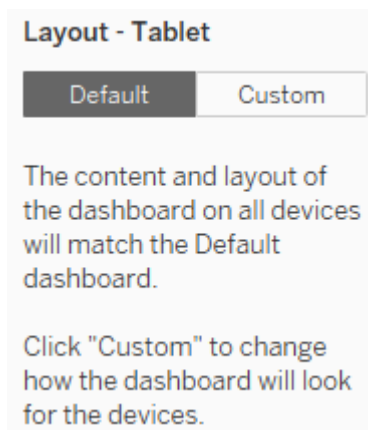 Layout - Tablet
Default
Custom
The content and layout of
the dashboard on all devices
will match the Default
dashboard.
Click "Custom" to change
how the dashboard will look
for the devices.